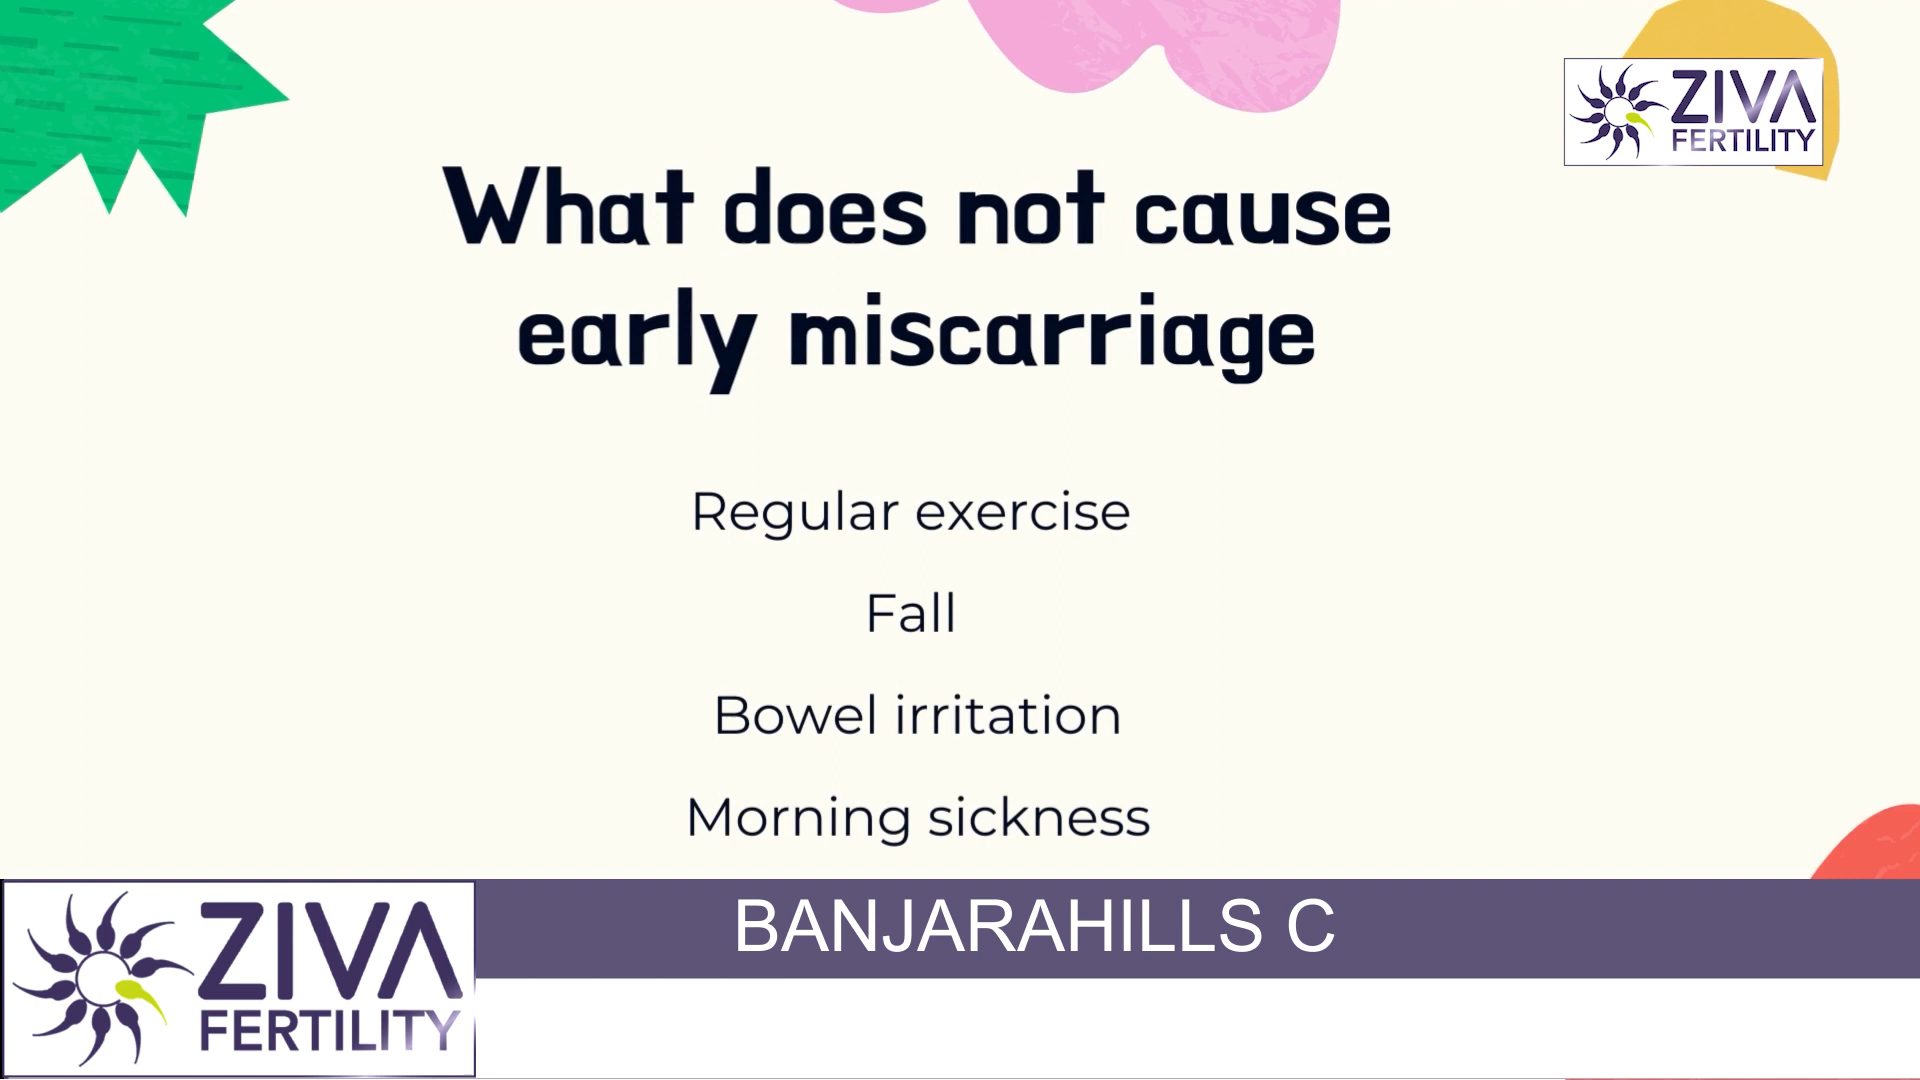 ZIVA
FERTILITY
What does not cause
early miscarriage
Regular exercise
Fall
Bowel irritation
Morning sickness
BANJARAHILLS C
ZIVA
FERTILITY